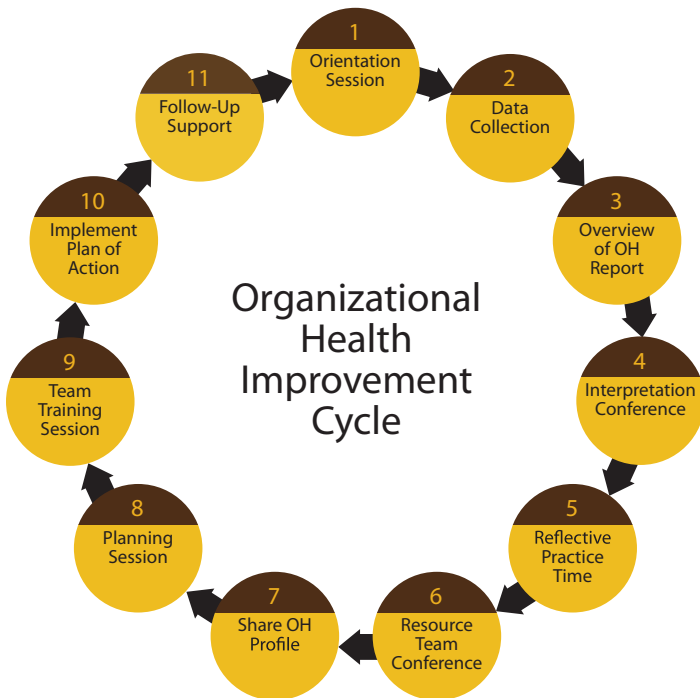 1
Orientation
Session
2
Data
Collection
3
Overview
of OH
Report
4
Interpretation
Conference
5
Reflective
Practice
Time
6
Resource
Team
Conference
7
Share OH
Profile
8
Planning
Session
9
Team
Training
Session
10
Implement
Plan of
Action
11
Follow-Up
Support
Organizational
Health
Improvement
Cycle